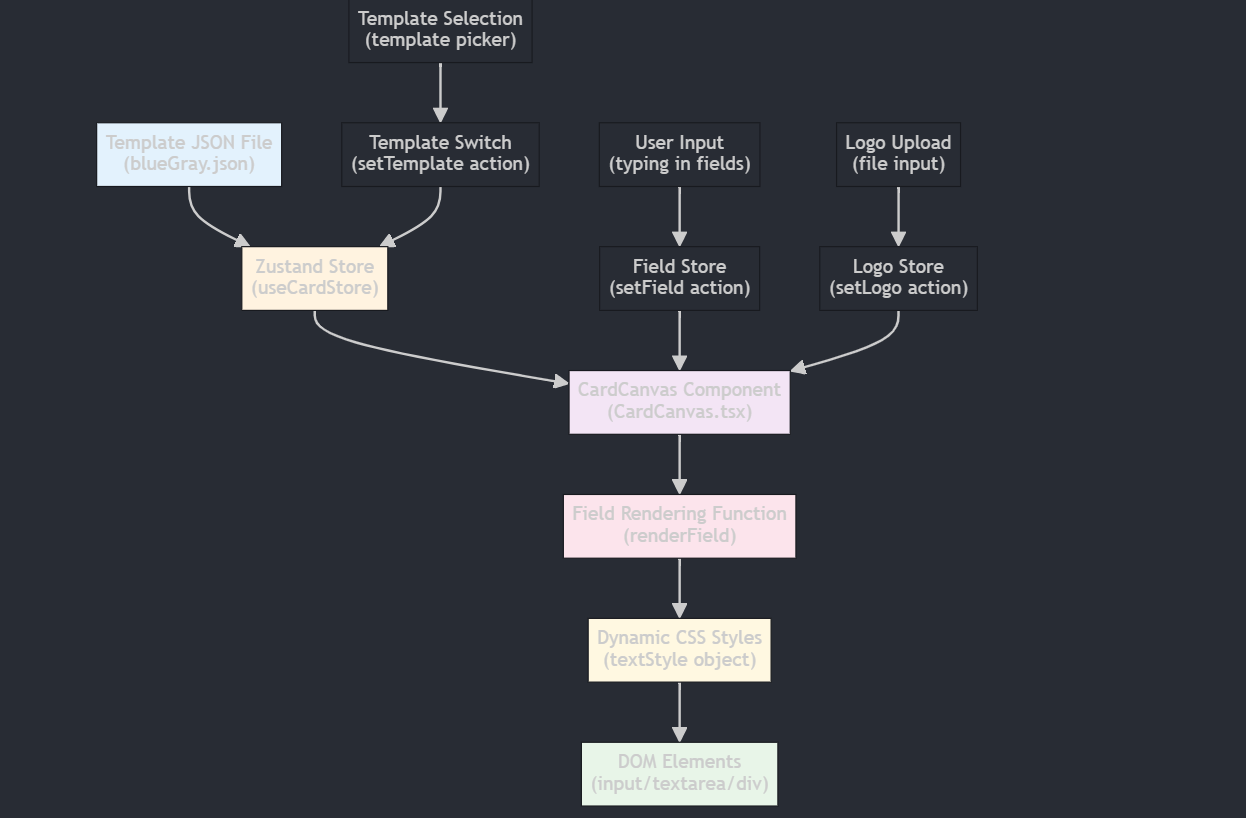 Template Selection
(template picker)
Template JSON File
(blueGray.json)
Template Switch
(setTemplate action)
User Input
(typing in fields)
Logo Upload
(file input)
Zustand Store
(useCardStore)
Field Store
(setField action)
Logo Store
(setLogo action)
CardCanvas Component
(CardCanvas.tsx)
Field Rendering Function
(renderField)
Dynamic CSS Styles
(textStyle object)
DOM Elements
(input/textarea/div)